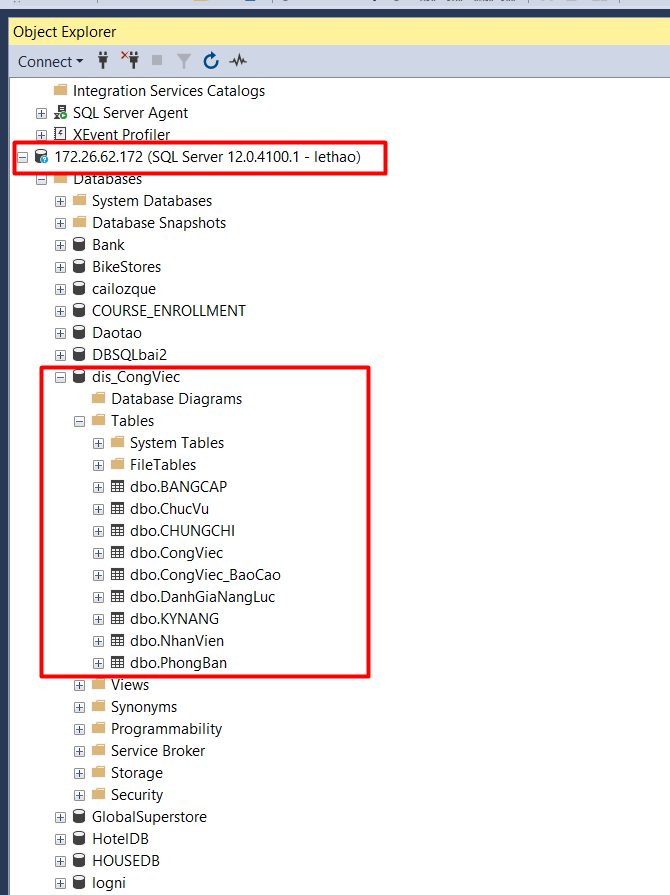 Object Explorer
Connect
Integration Services Catalogs
SQL Server Agent
XEvent Profiler
172.26.62.172 (SQL Server 12.0.4100.1 - lethao)
Databases
System Databases
Database Snapshots
Bank
BikeStores
cailozque
COURSE_ENROLLMENT
Daotao
DBSQLbai2
dis_CongViec
Database Diagrams
Tables
System Tables
FileTables
dbo.BANGCAP
dbo.ChucVu
dbo.CHUNGCHI
dbo.CongViec
dbo.CongViec_BaoCao
dbo.DanhGiaNangLuc
dbo.KYNANG
dbo.NhanVien
dbo.PhongBan
Views
Synonyms
Programmability
Service Broker
Storage
Security
GlobalSuperstore
HotelDB
HOUSEDB
logni